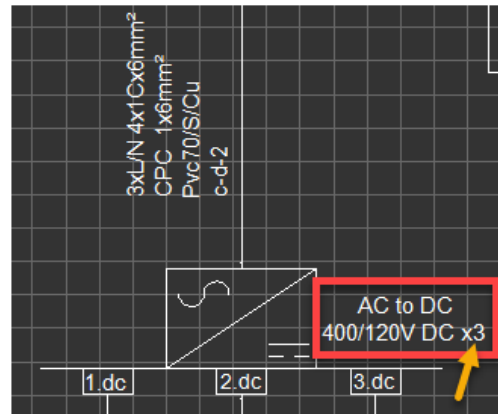 3xL/N 4x1Cx6mm²
CPC 1x6mm²
Pvc70/S/Cu
c-d-2
AC to DC
400/120V DC x3
1.dc
2.dc
3.dc